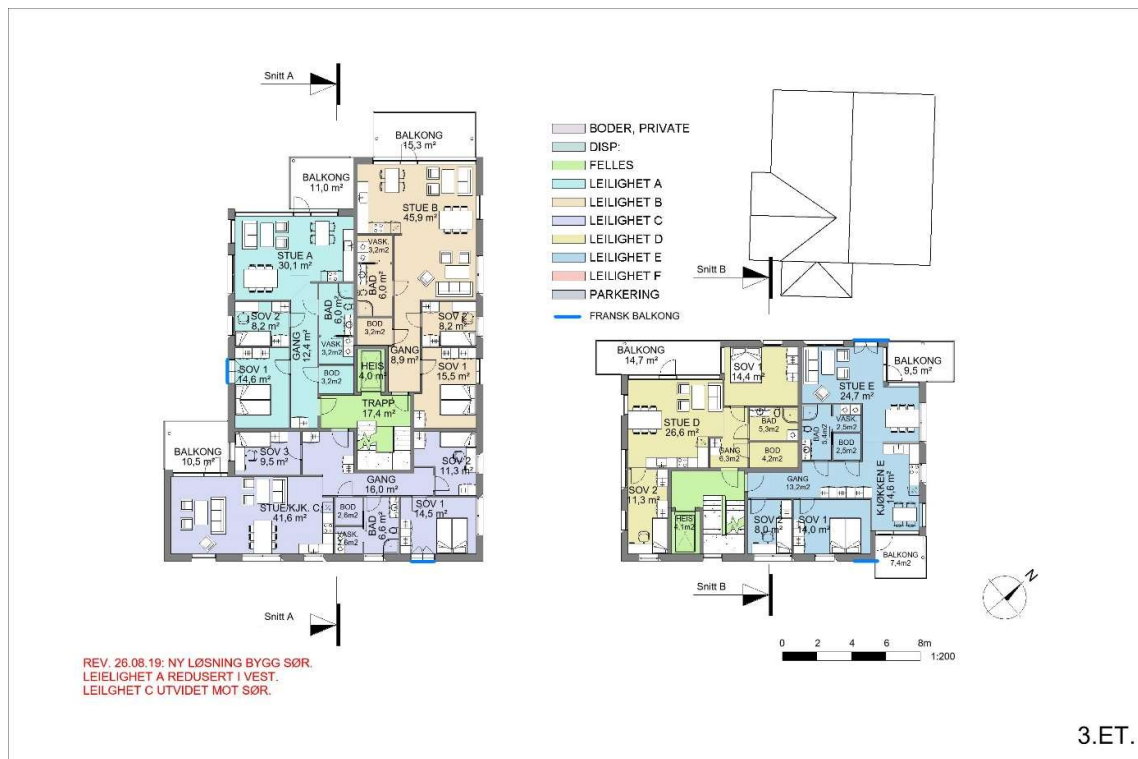 Snitt A
BALKONG
15,3 m²
BALKONG
11,0 m²
STUE B
45,9 m²
VASK.
3,2m2
STUE A
30,1 m²
BAD
6,0 m²
BAD
6,0 m²
SOV 2
8,2 m²
GANG
12,4 m²
VASK.
3,2m2
BOD
3,2m2
SOV 2
8,2 m²
GANG
8,9 m²
SOV 1
14,6 m²
BOD
3,2m2
HEIS
4,0 m²
SOV 1
15,5 m²
TRAPP
17,4 m²
BALKONG
10,5 m²
SOV 3
9,5 m²
SOV 2
11,3 m²
GANG
16,0 m²
STUE/KJK. C
41,6 m²
BOD
2,6m2
VASK.
BAD
6,6 m²
SOV 1
14,5 m²
Snitt A
BODER, PRIVATE
DISP:
FELLES
LEILIGHET A
LEILIGHET B
LEILIGHET C
LEILIGHET D
LEILIGHET E
LEILIGHET F
PARKERING
FRANSK BALKONG
Snitt B
BALKONG
14,7 m²
SOV 1
14,4 m²
STUE E
24,7 m²
BALKONG
9,5 m²
STUE D
26,6 m²
BAD
5,3m2
BAD
5,4m2
VASK.
2,5m2
BOD
2,5m2
GANG
6,3m2
BOD
4,2m2
SOV 2
11,3 m²
GANG
13,2m2
KJØKKEN E
14,6 m²
HEIS
4,1m2
SOV 2
8,0 m²
SOV 1
14,0 m²
BALKONG
7,4m2
Snitt B
N
0 2 4 6 8m
1:200
REV. 26.08.19: NY LØSNING BYGG SØR.
LEIELIGHET A REDUSERT I VEST.
LEILGHET C UTVIDET MOT SØR.
3.ET.